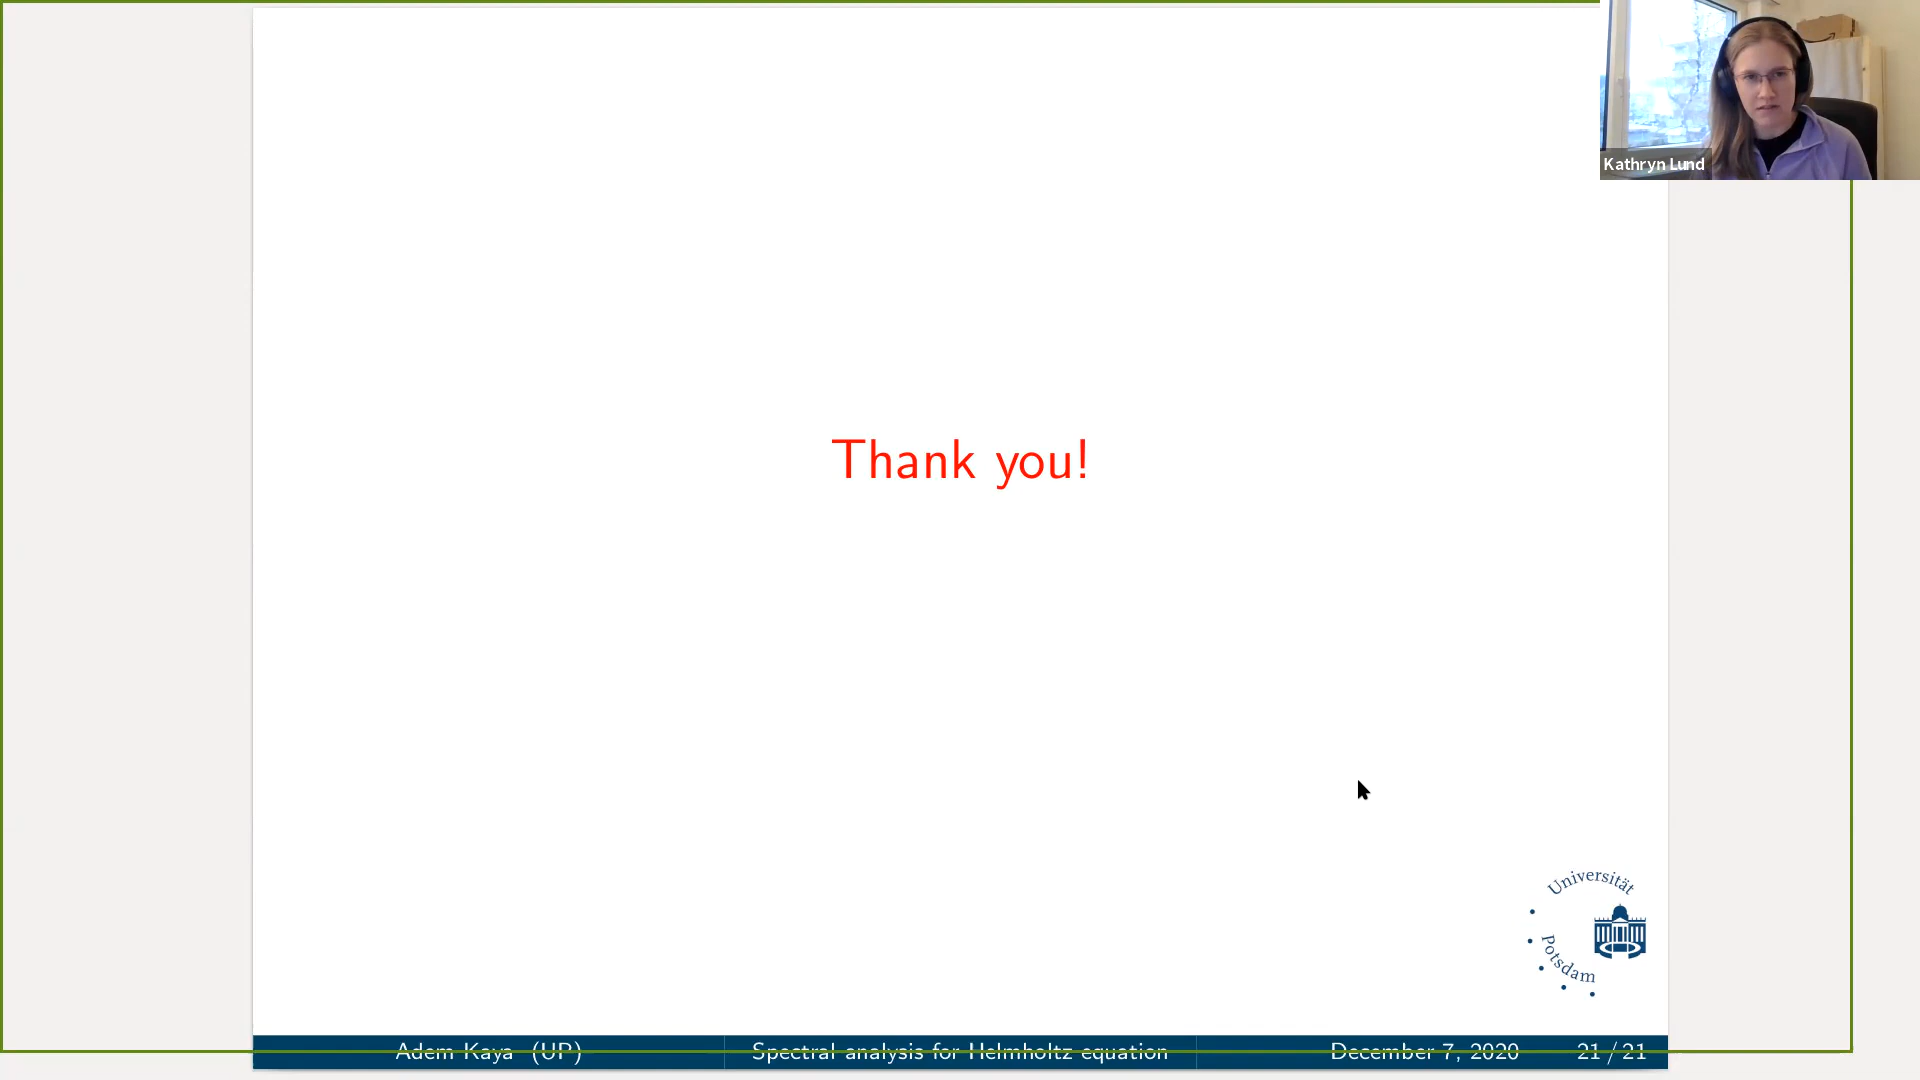 Kathryn Lund
Thank you!
Universität
Potsdam
Adem Kaya (UP)
Spectral analysis for Helmholtz equation
December 7, 2020
21 / 21